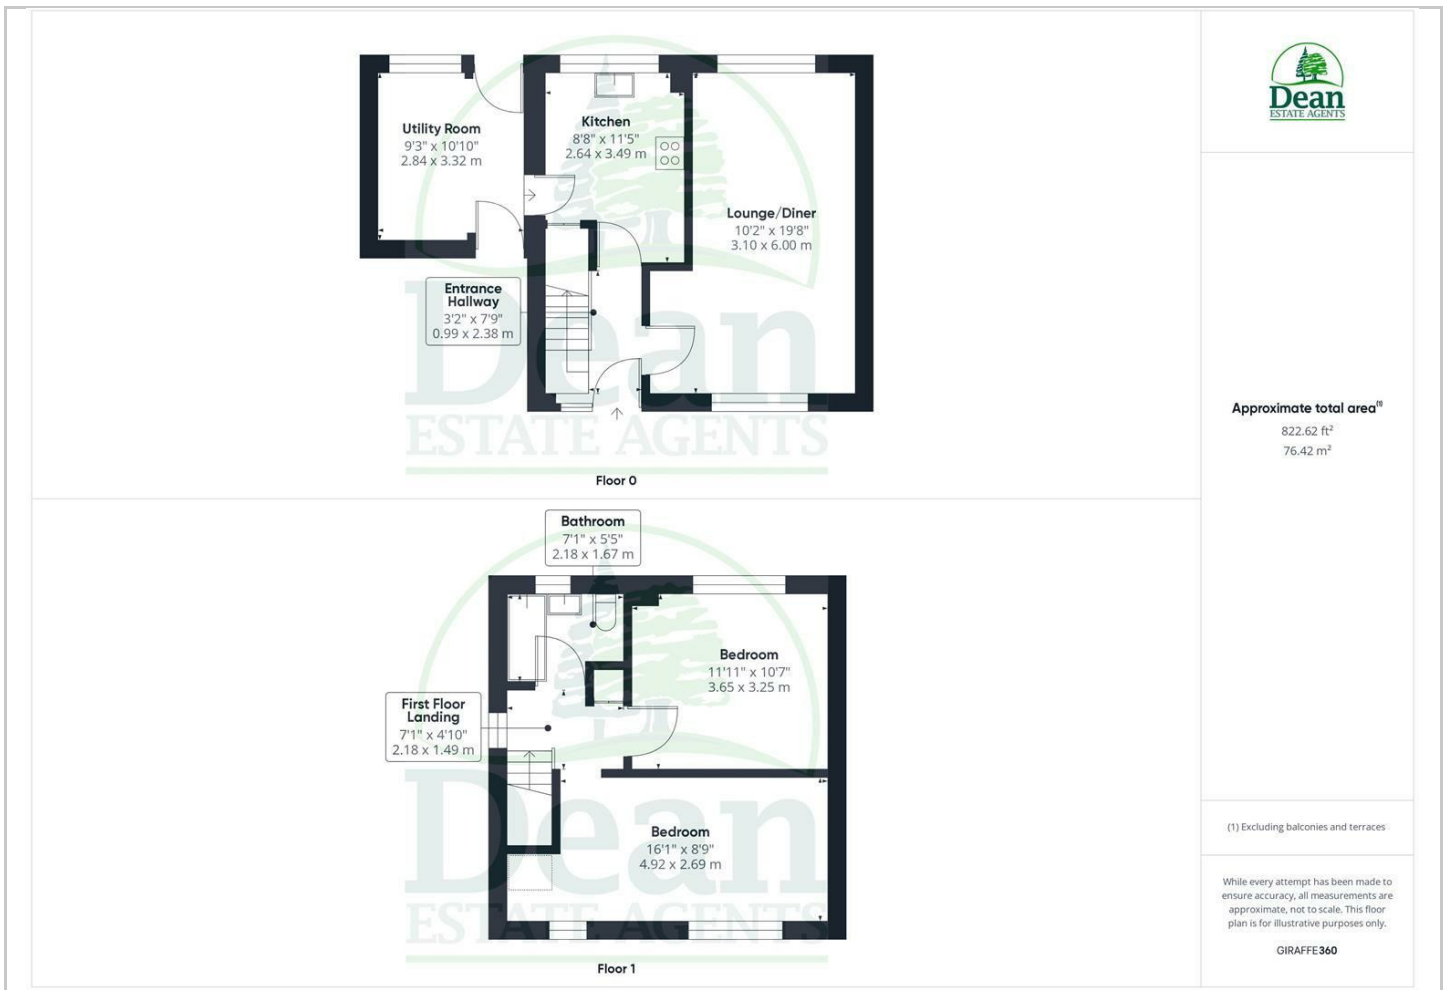 Utility Room
9'3" x 10'10"
2.84 x 3.32 m
Kitchen
8'8" x 11'5"
2.64 x 3.49 m
Lounge/Diner
10'2" x 19'8"
3.10 x 6.00 m
Entrance
Hallway
3'2" x 7'9"
0.99 x 2.38 m
Dean
ESTATE AGENTS
Floor 0
Bathroom
7'1" x 5'5"
2.18 x 1.67 m
Bedroom
11'11" x 10'7"
3.65 x 3.25 m
First Floor
Landing
7'1" x 4'10"
2.18 x 1.49 m
Bedroom
16'1" x 8'9"
4.92 x 2.69 m
Dean
ESTATE AGENTS
Floor 1
Dean
ESTATE AGENTS
Approximate total area⁽¹⁾
822.62 ft²
76.42 m²
(1) Excluding balconies and terraces
While every attempt has been made to
ensure accuracy, all measurements are
approximate, not to scale. This floor
plan is for illustrative purposes only.
GIRAFFE360